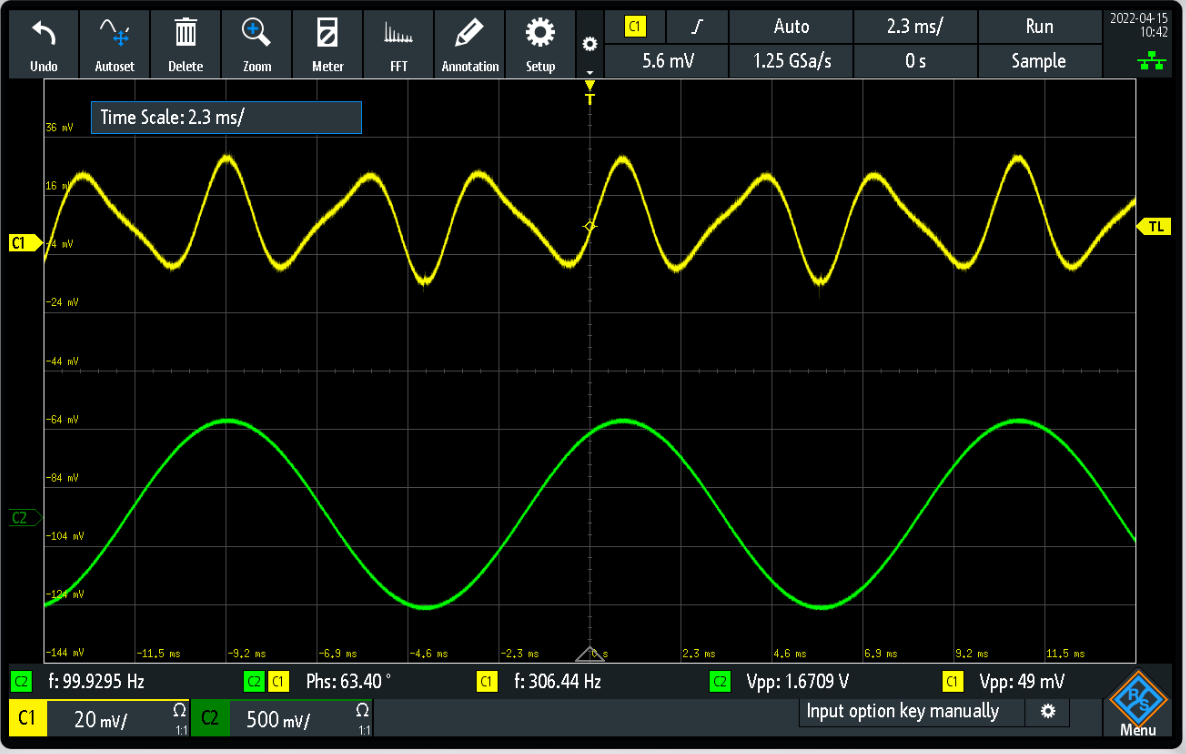 Undo Autoset Delete Zoom Meter FFT Annotation Setup
C1 Auto 2.3 ms/ Run
5.6 mV 1.25 GSa/s 0 s Sample
2022-04-15
10:42
T
Time Scale: 2.3 ms/
36 mV
16 mV
C1 -4 mV
TL
-24 mV
-44 mV
-64 mV
-84 mV
C2
-104 mV
-124 mV
-144 mV -11.5 ms -9.2 ms -6.9 ms -4.6 ms -2.3 ms 0 s 2.3 ms 4.6 ms 6.9 ms 9.2 ms 11.5 ms
C2 f: 99.9295 Hz C2 C1 Phs: 63.40 ° C1 f: 306.44 Hz C2 Vpp: 1.6709 V C1 Vpp: 49 mV
C1 20 mV/ Ω 1:1 C2 500 mV/ Ω 1:1 Input option key manually
R S
Menu